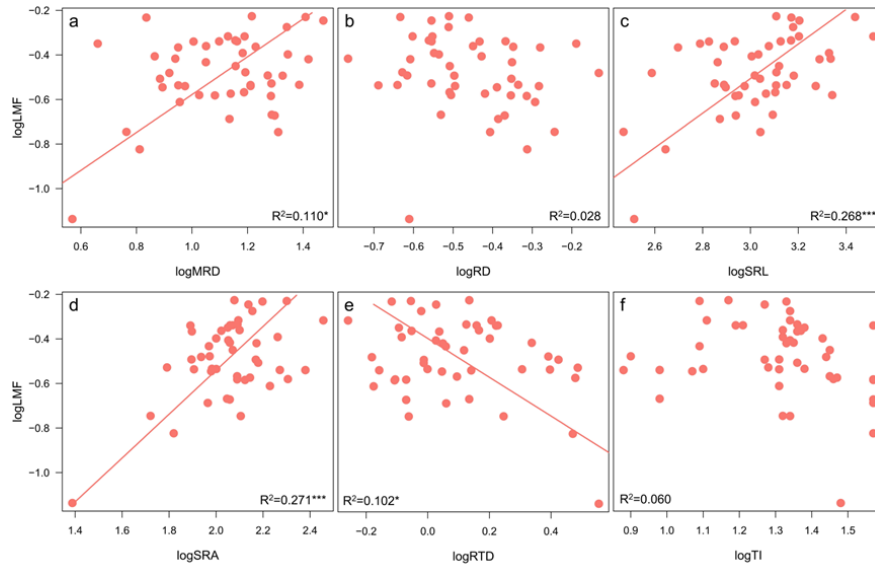 a
b
c
−0.2
−0.4
−0.6
−0.8
−1.0
logLMF
R²=0.110*
R²=0.028
R²=0.268***
0.6 0.8 1.0 1.2 1.4
−0.7 −0.6 −0.5 −0.4 −0.3 −0.2
2.6 2.8 3.0 3.2 3.4
logMRD
logRD
logSRL
d
e
f
−0.2
−0.4
−0.6
−0.8
−1.0
logLMF
R²=0.271***
R²=0.102*
R²=0.060
1.4 1.6 1.8 2.0 2.2 2.4
−0.2 0.0 0.2 0.4
0.9 1.0 1.1 1.2 1.3 1.4 1.5
logSRA
logRTD
logTI